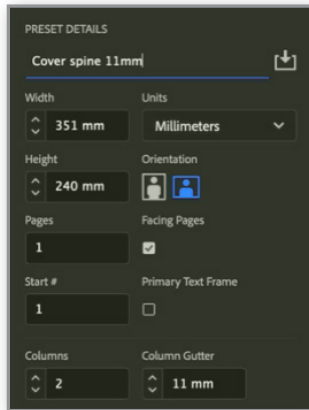 PRESET DETAILS
Cover spine 11mm
Width Units
351 mm Millimeters
Height Orientation
240 mm
Pages Facing Pages
1
Start # Primary Text Frame
1
Columns Column Gutter
2 11 mm